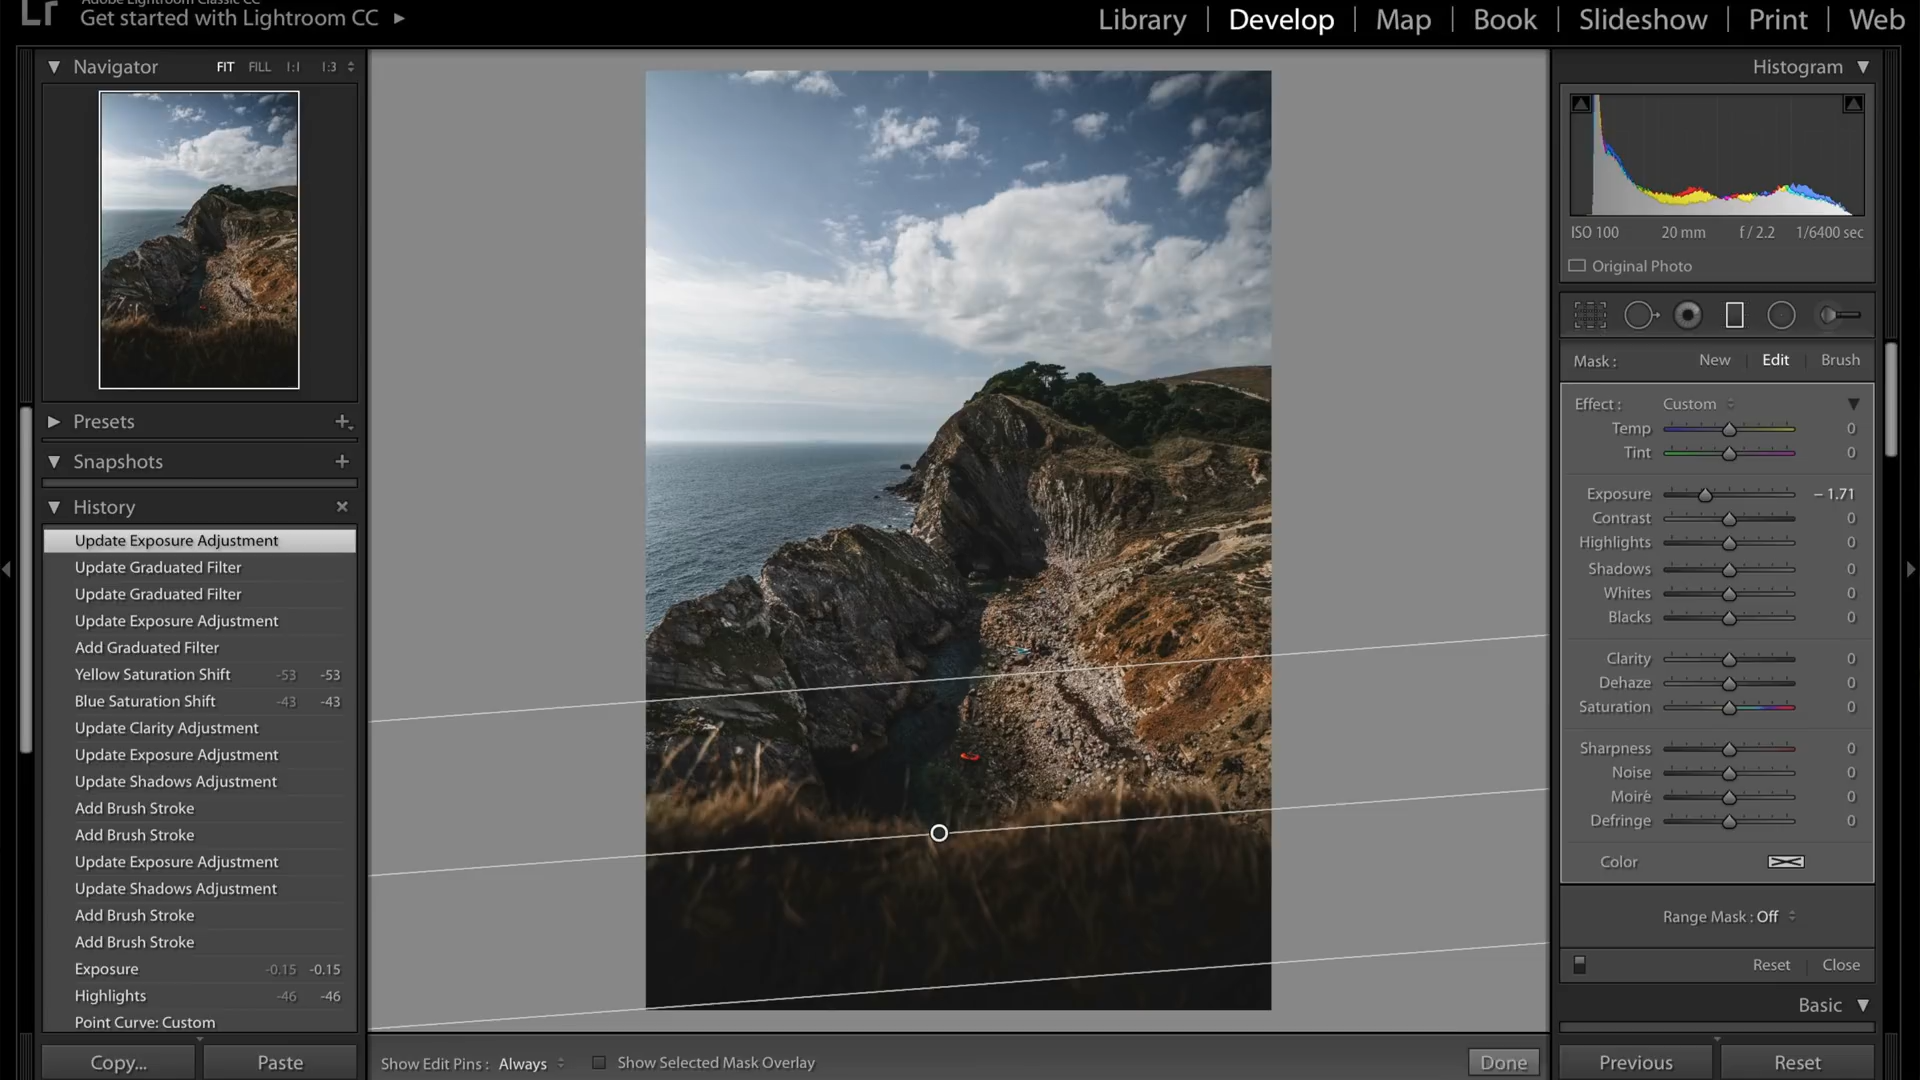 Lr
Adobe Lightroom Classic CC
Get started with Lightroom CC
Library | Develop | Map | Book | Slideshow | Print | Web
Navigator FIT FILL 1:1 1:3
Presets
Snapshots
History
Update Exposure Adjustment
Update Graduated Filter
Update Graduated Filter
Update Exposure Adjustment
Add Graduated Filter
Yellow Saturation Shift -53 -53
Blue Saturation Shift -43 -43
Update Clarity Adjustment
Update Exposure Adjustment
Update Shadows Adjustment
Add Brush Stroke
Add Brush Stroke
Update Exposure Adjustment
Update Shadows Adjustment
Add Brush Stroke
Add Brush Stroke
Exposure -0.15 -0.15
Highlights -46 -46
Point Curve: Custom
Copy... Paste
Show Edit Pins : Always Show Selected Mask Overlay Done
Histogram
ISO 100 20 mm f / 2.2 1/6400 sec
Original Photo
Mask : New | Edit | Brush
Effect : Custom
Temp 0
Tint 0
Exposure – 1.71
Contrast 0
Highlights 0
Shadows 0
Whites 0
Blacks 0
Clarity 0
Dehaze 0
Saturation 0
Sharpness 0
Noise 0
Moiré 0
Defringe 0
Color
Range Mask : Off
Reset | Close
Basic
Previous Reset